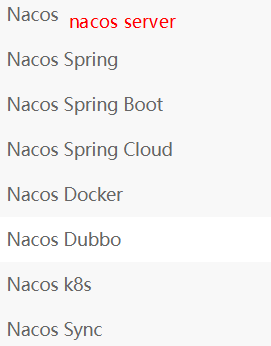 Nacos nacos server
Nacos Spring
Nacos Spring Boot
Nacos Spring Cloud
Nacos Docker
Nacos Dubbo
Nacos k8s
Nacos Sync